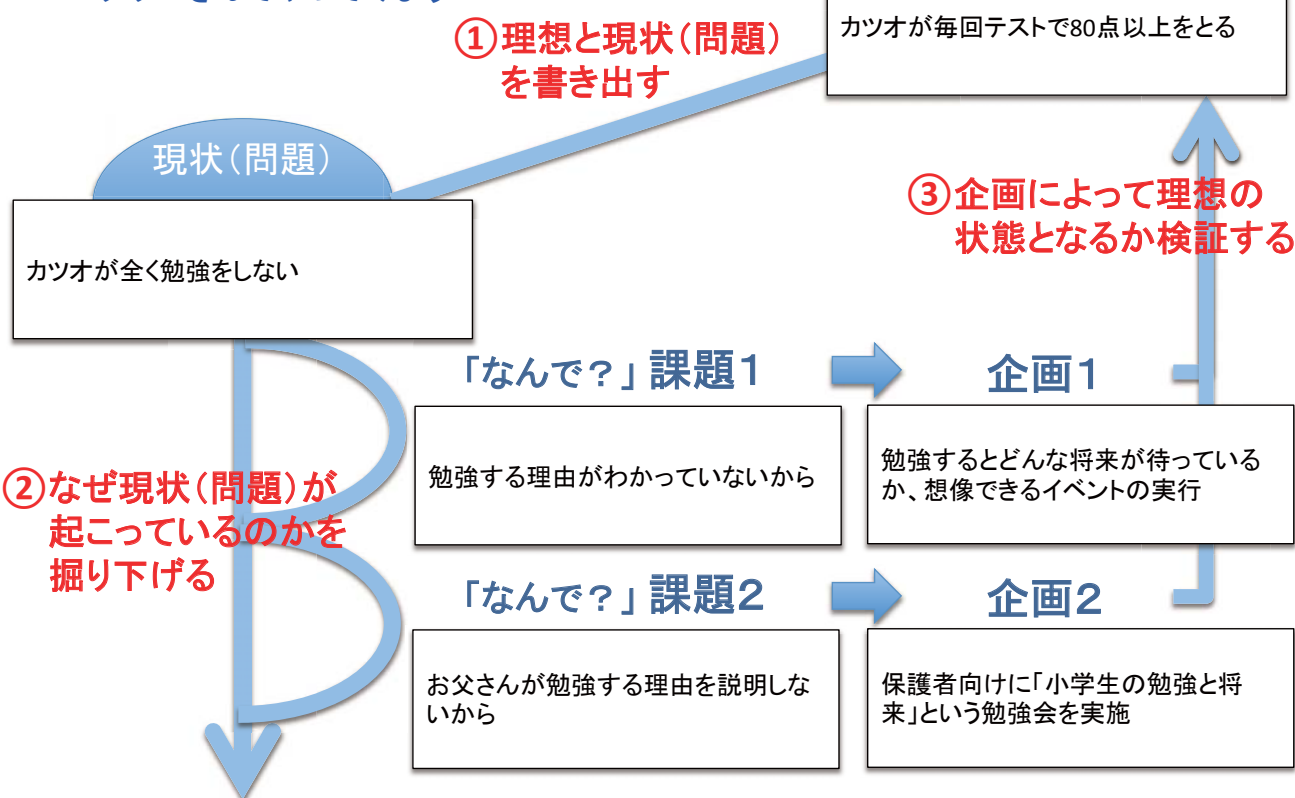 ①理想と現状（問題）
を書き出す
カツオが毎回テストで80点以上をとる
現状（問題）
カツオが全く勉強をしない
③企画によって理想の
状態となるか検証する
「なんで？」課題１
企画１
勉強する理由がわかっていないから
勉強するとどんな将来が待っている
か、想像できるイベントの実行
②なぜ現状（問題）が
起こっているのかを
掘り下げる
「なんで？」課題２
企画２
お父さんが勉強する理由を説明しな
いから
保護者向けに「小学生の勉強と将
来」という勉強会を実施